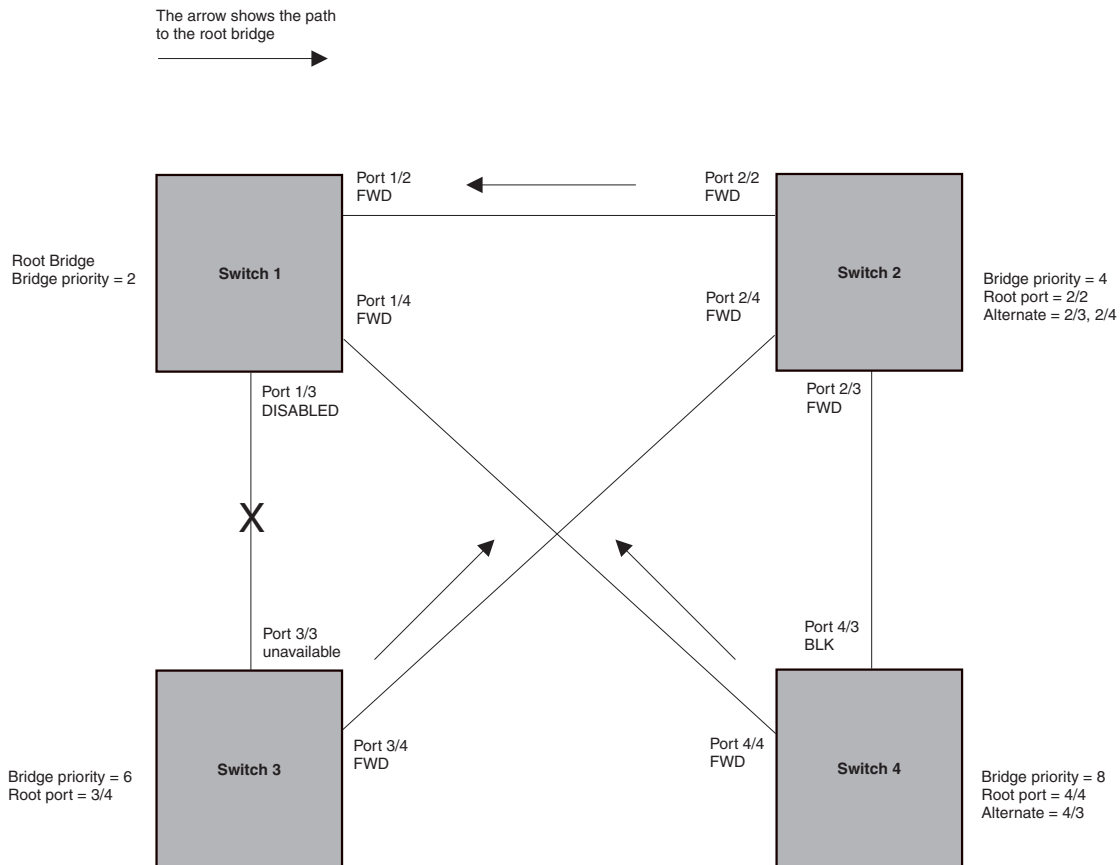 The arrow shows the path
to the root bridge
Port 1/2
FWD
Port 2/2
FWD
Root Bridge
Bridge priority = 2
Switch 1
Switch 2
Bridge priority = 4
Root port = 2/2
Alternate = 2/3, 2/4
Port 1/4
FWD
Port 2/4
FWD
Port 1/3
DISABLED
Port 2/3
FWD
X
Port 3/3
unavailable
Port 4/3
BLK
Bridge priority = 6
Root port = 3/4
Switch 3
Port 3/4
FWD
Port 4/4
FWD
Switch 4
Bridge priority = 8
Root port = 4/4
Alternate = 4/3